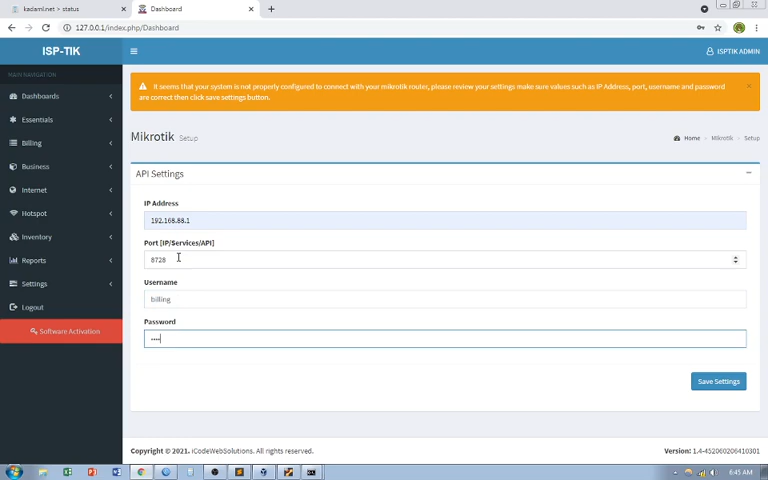 kadami.net > status
Dashboard
127.0.0.1/index.php/Dashboard
ISP-TIK
ISPTIK ADMIN
MAIN NAVIGATION
Dashboards
Essentials
Billing
Business
Internet
Hotspot
Inventory
Reports
Settings
Logout
Software Activation
It seems that your system is not properly configured to connect with your mikrotik router, please review your settings make sure values such as IP Address, port, username and password
are correct then click save settings button.
Mikrotik Setup
Home > Mikrotik > Setup
API Settings
IP Address
192.168.88.1
Port [IP/Services/API]
8728
Username
billing
Password
Save Settings
Copyright © 2021. iCodeWebSolutions. All rights reserved.
Version: 1.4-452060206410301
6:45 AM